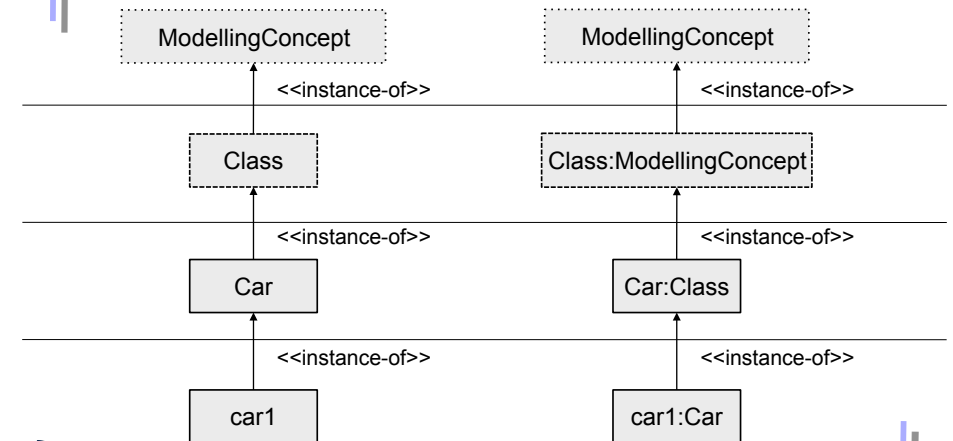 ModellingConcept ModellingConcept
<<instance-of>> <<instance-of>>
Class Class:ModellingConcept
<<instance-of>> <<instance-of>>
Car Car:Class
<<instance-of>> <<instance-of>>
car1 car1:Car